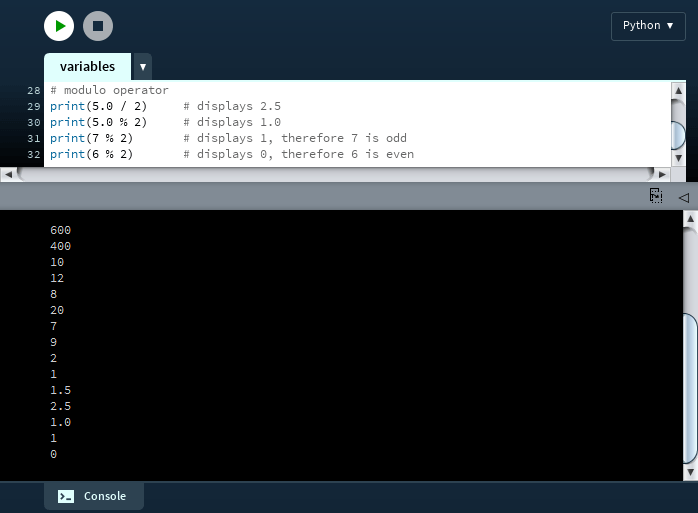 Python ▼
variables ▼
28 # modulo operator
29 print(5.0 / 2)     # displays 2.5
30 print(5.0 % 2)     # displays 1.0
31 print(7 % 2)       # displays 1, therefore 7 is odd
32 print(6 % 2)       # displays 0, therefore 6 is even
600
400
10
12
8
20
7
9
2
1
1.5
2.5
1.0
1
0
Console